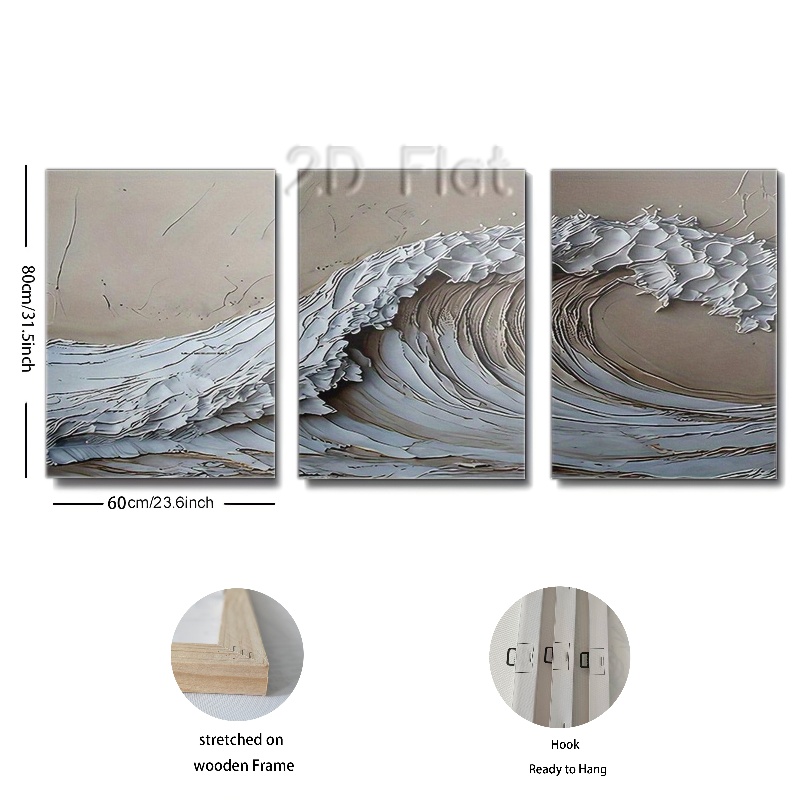 2D Flat
80cm/31.5inch
60cm/23.6inch
stretched on
wooden Frame
Hook
Ready to Hang